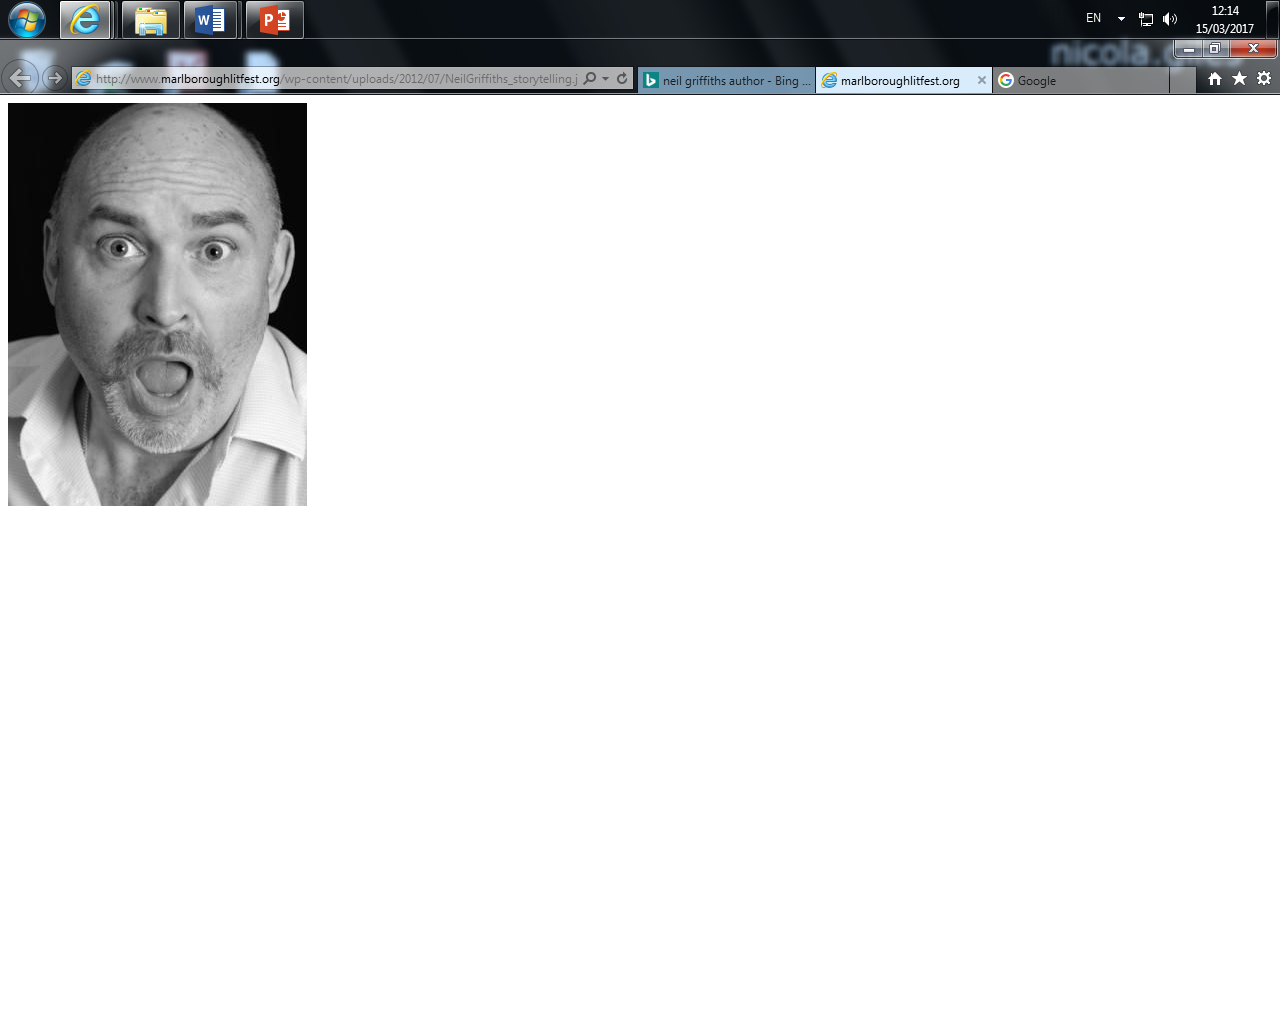 EN
12:14
15/03/2017
nicola.g
http://www.marlboroughlitfest.org/wp-content/uploads/2012/07/NeilGriffiths_storytelling.j
neil griffiths author - Bing ...
marlboroughlitfest.org
Google